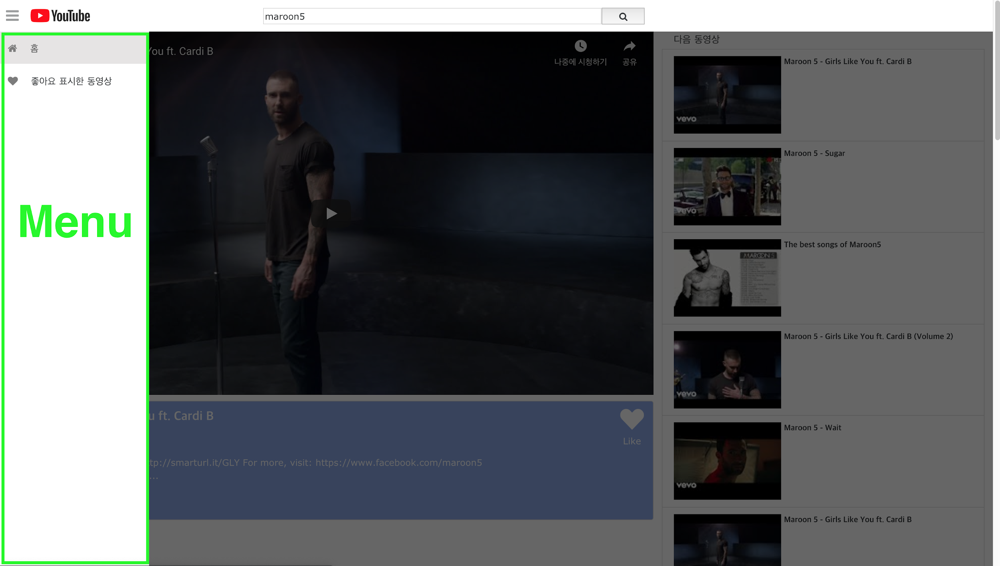 YouTube
maroon5
홈
좋아요 표시한 동영상
Menu
You ft. Cardi B
나중에 시청하기
공유
u ft. Cardi B
Like
tp://smarturl.it/GLY For more, visit: https://www.facebook.com/maroon5
...
다음 동영상
Maroon 5 - Girls Like You ft. Cardi B
vevo
Maroon 5 - Sugar
vevo
The best songs of Maroon5
MAROON 5
Maroon 5 - Girls Like You ft. Cardi B (Volume 2)
vevo
Maroon 5 - Wait
vevo
Maroon 5 - Girls Like You ft. Cardi B